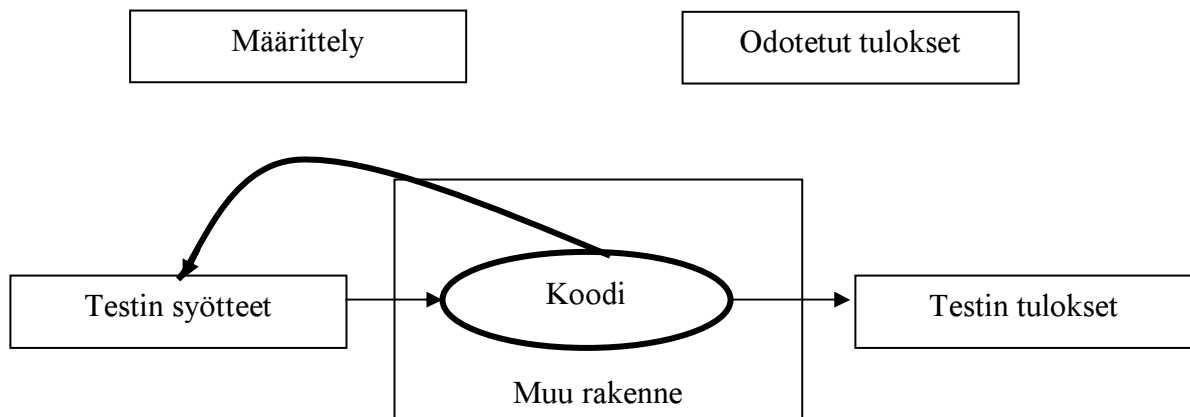 Määrittely
Odotetut tulokset
Testin syötteet
Koodi
Testin tulokset
Muu rakenne